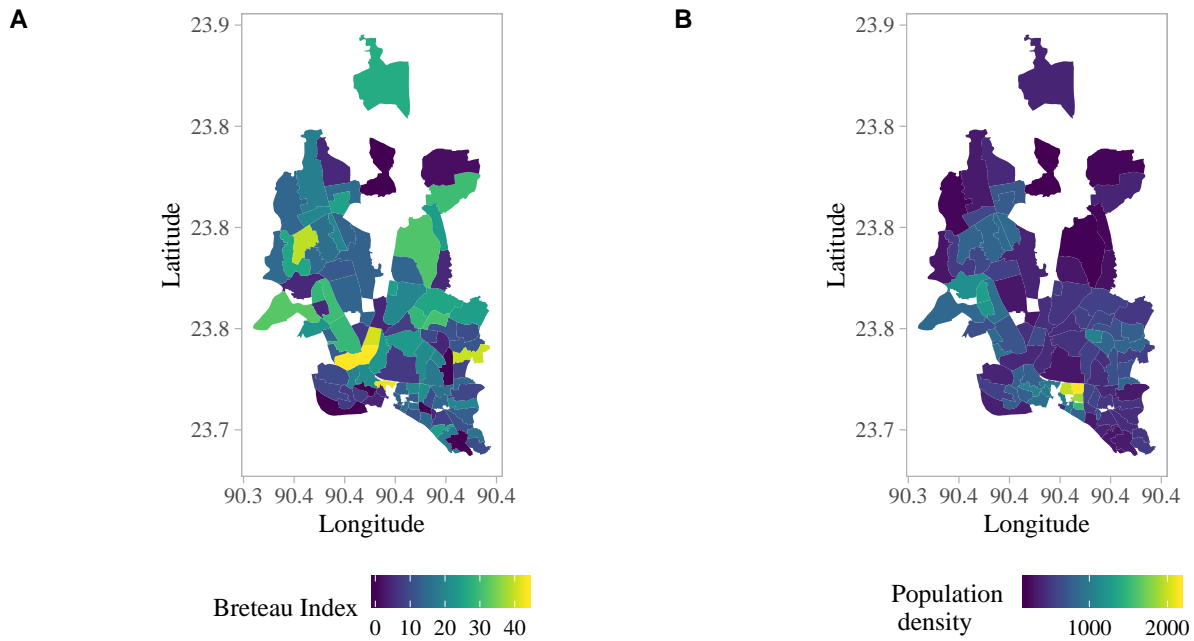 A
23.9
23.8
23.8
23.8
23.7
Latitude
90.3 90.4 90.4 90.4 90.4 90.4
Longitude
Breteau Index
0 10 20 30 40
B
23.9
23.8
23.8
23.8
23.7
Latitude
90.3 90.4 90.4 90.4 90.4 90.4
Longitude
Population
density
1000 2000